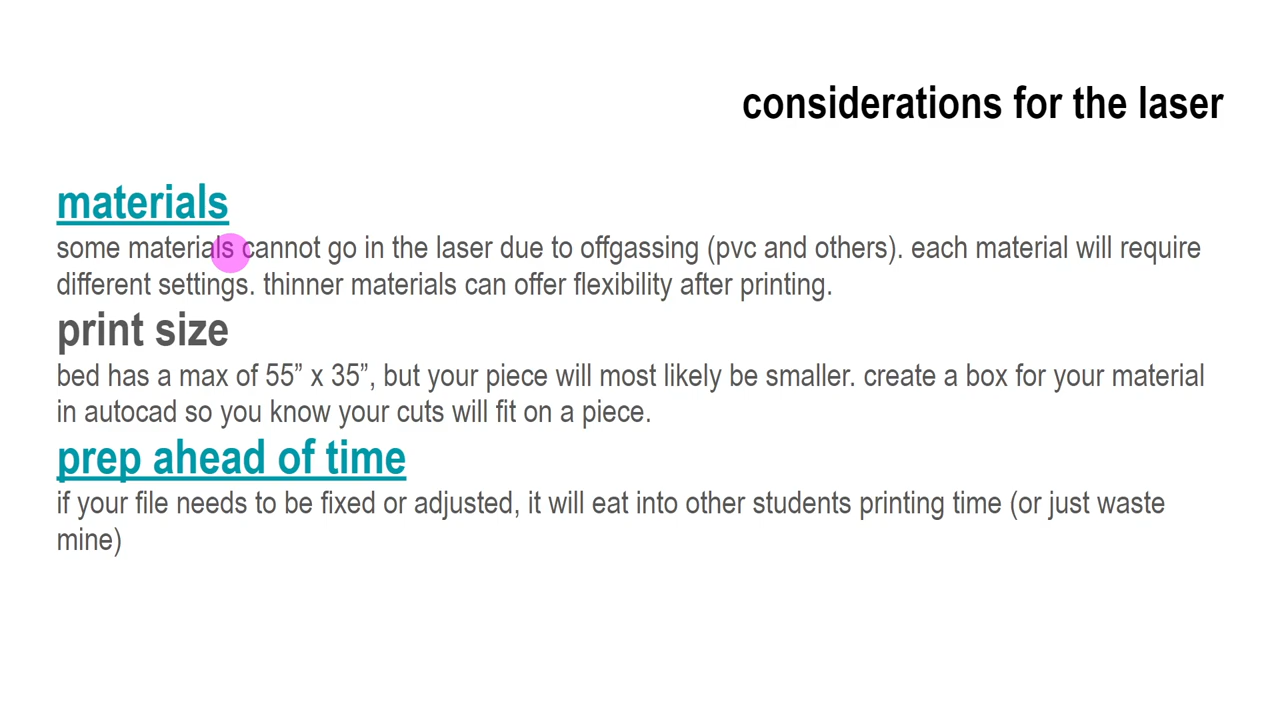 considerations for the laser
materials
some materials cannot go in the laser due to offgassing (pvc and others). each material will require
different settings. thinner materials can offer flexibility after printing.
print size
bed has a max of 55” x 35”, but your piece will most likely be smaller. create a box for your material
in autocad so you know your cuts will fit on a piece.
prep ahead of time
if your file needs to be fixed or adjusted, it will eat into other students printing time (or just waste
mine)